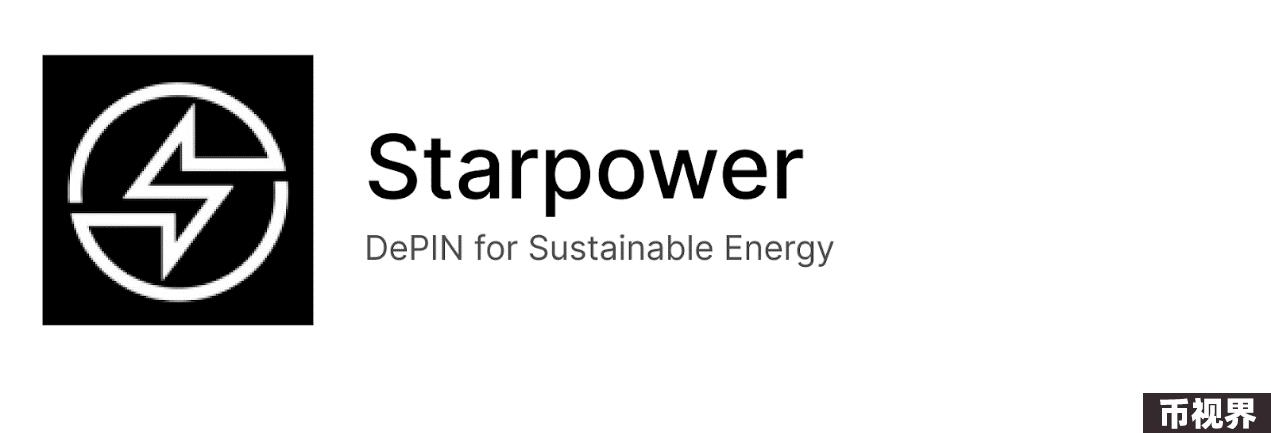 Starpower
DePIN for Sustainable Energy
币视界